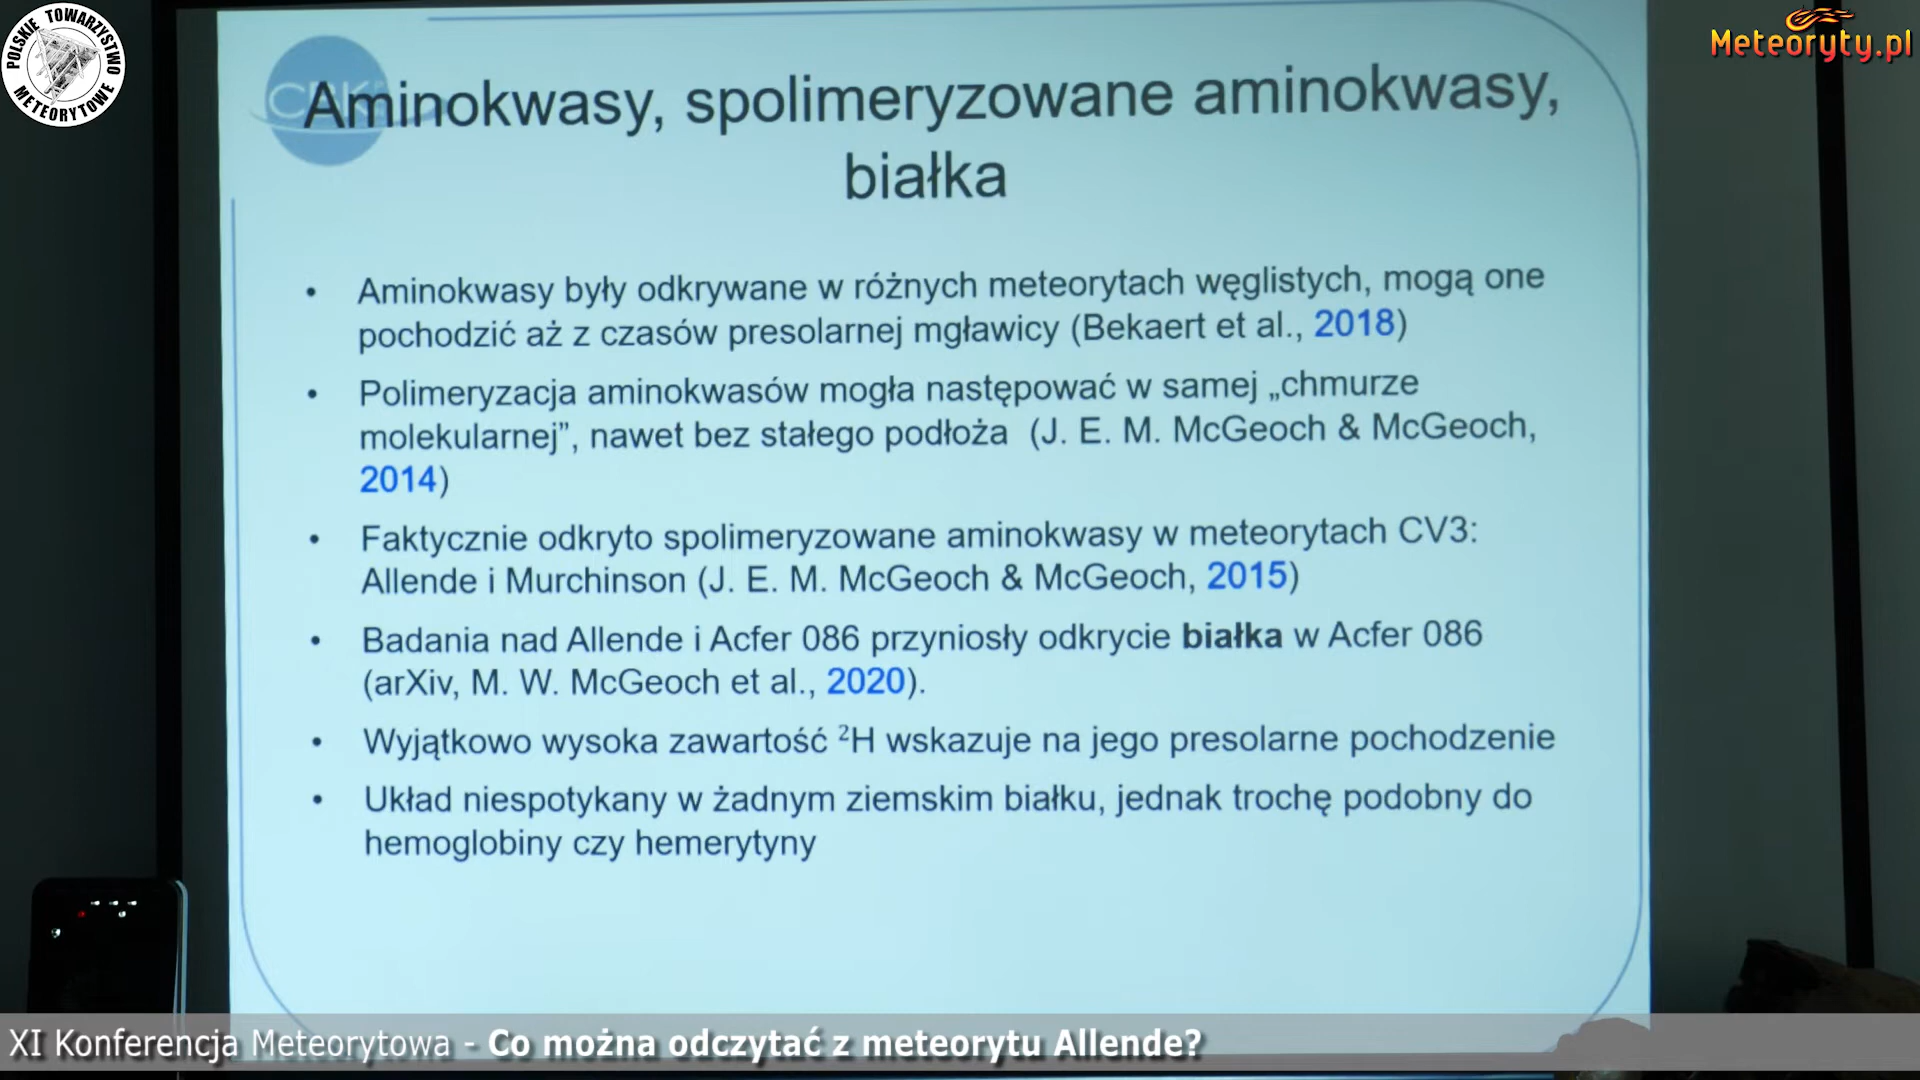 POLSKIE TOWARZYSTWO
METEORYTOWE
Meteoryty.pl
CBK
Aminokwasy, spolimeryzowane aminokwasy,
białka
• Aminokwasy były odkrywane w różnych meteorytach węglistych, mogą one
pochodzić aż z czasów presolarnej mgławicy (Bekaert et al., 2018)
• Polimeryzacja aminokwasów mogła następować w samej „chmurze
molekularnej”, nawet bez stałego podłoża (J. E. M. McGeoch & McGeoch,
2014)
• Faktycznie odkryto spolimeryzowane aminokwasy w meteorytach CV3:
Allende i Murchinson (J. E. M. McGeoch & McGeoch, 2015)
• Badania nad Allende i Acfer 086 przyniosły odkrycie białka w Acfer 086
(arXiv, M. W. McGeoch et al., 2020).
• Wyjątkowo wysoka zawartość ²H wskazuje na jego presolarne pochodzenie
• Układ niespotykany w żadnym ziemskim białku, jednak trochę podobny do
hemoglobiny czy hemerytyny
XI Konferencja Meteorytowa - Co można odczytać z meteorytu Allende?